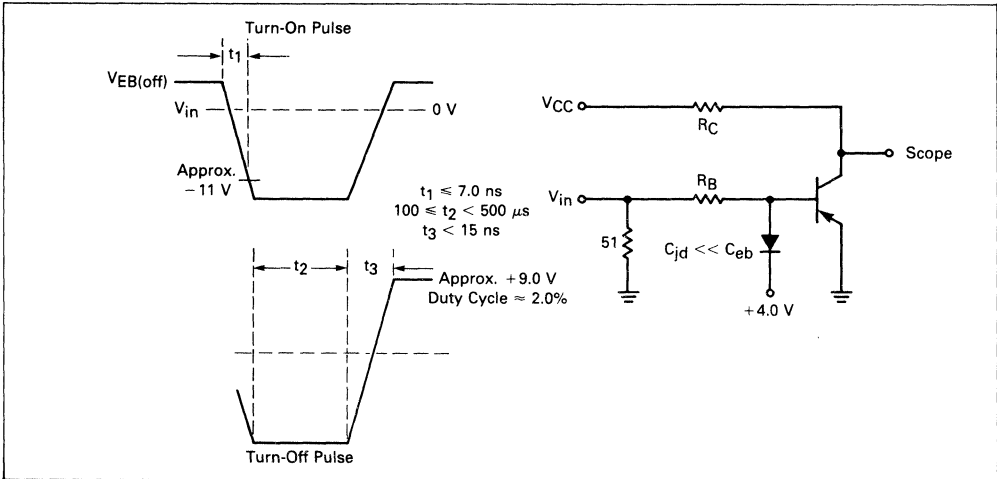 Turn-On Pulse
t1
VEB(off)
Vin
0 V
Approx.
−11 V
t1 ≤ 7.0 ns
100 ≤ t2 < 500 μs
t3 < 15 ns
t2
t3
Approx. +9.0 V
Duty Cycle ≈ 2.0%
Turn-Off Pulse
VCC
RC
Scope
Vin
RB
51
Cjd << Ceb
+4.0 V